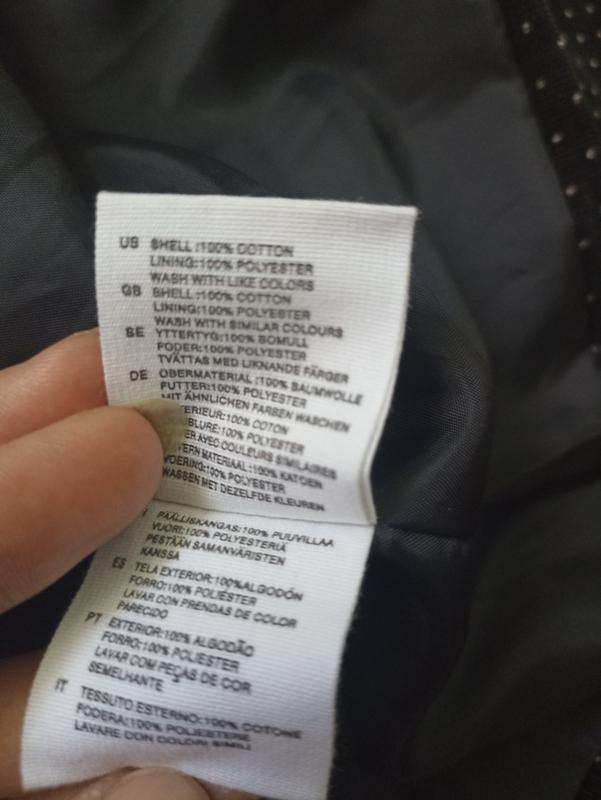 US SHELL :100% COTTON
LINING:100% POLYESTER
WASH WITH LIKE COLORS
GB SHELL :100% COTTON
LINING:100% POLYESTER
WASH WITH SIMILAR COLOURS
SE YTTERTYG:100% BOMULL
FODER:100% POLYESTER
TVÄTTAS MED LIKNANDE FÄRGER
DE OBERMATERIAL :100% BAUMWOLLE
FUTTER:100% POLYESTER
MIT ÄHNLICHEN FARBEN WASCHEN
ERIEUR:100% COTON
BLURE:100% POLYESTER
ER AVEC COULEURS SIMILAIRES
ERN MATERIAAL :100% KATOEN
VOERING:100% POLYESTER
WASSEN MET DEZELFDE KLEUREN
PÄÄLLISKANGAS:100% PUUVILLAA
VUORI:100% POLYESTERIÄ
PESTÄÄN SAMANVÄRISTEN
KANSSA
ES TELA EXTERIOR:100%ALGODÓN
FORRO:100% POLIÉSTER
LAVAR CON PRENDAS DE COLOR
PARECIDO
PT EXTERIOR:100% ALGODÃO
FORRO:100% POLIESTER
LAVAR COM PEÇAS DE COR
SEMELHANTE
IT TESSUTO ESTERNO:100% COTONE
FODERA:100% POLIESTERE
LAVARE CON COLORI SIMILI